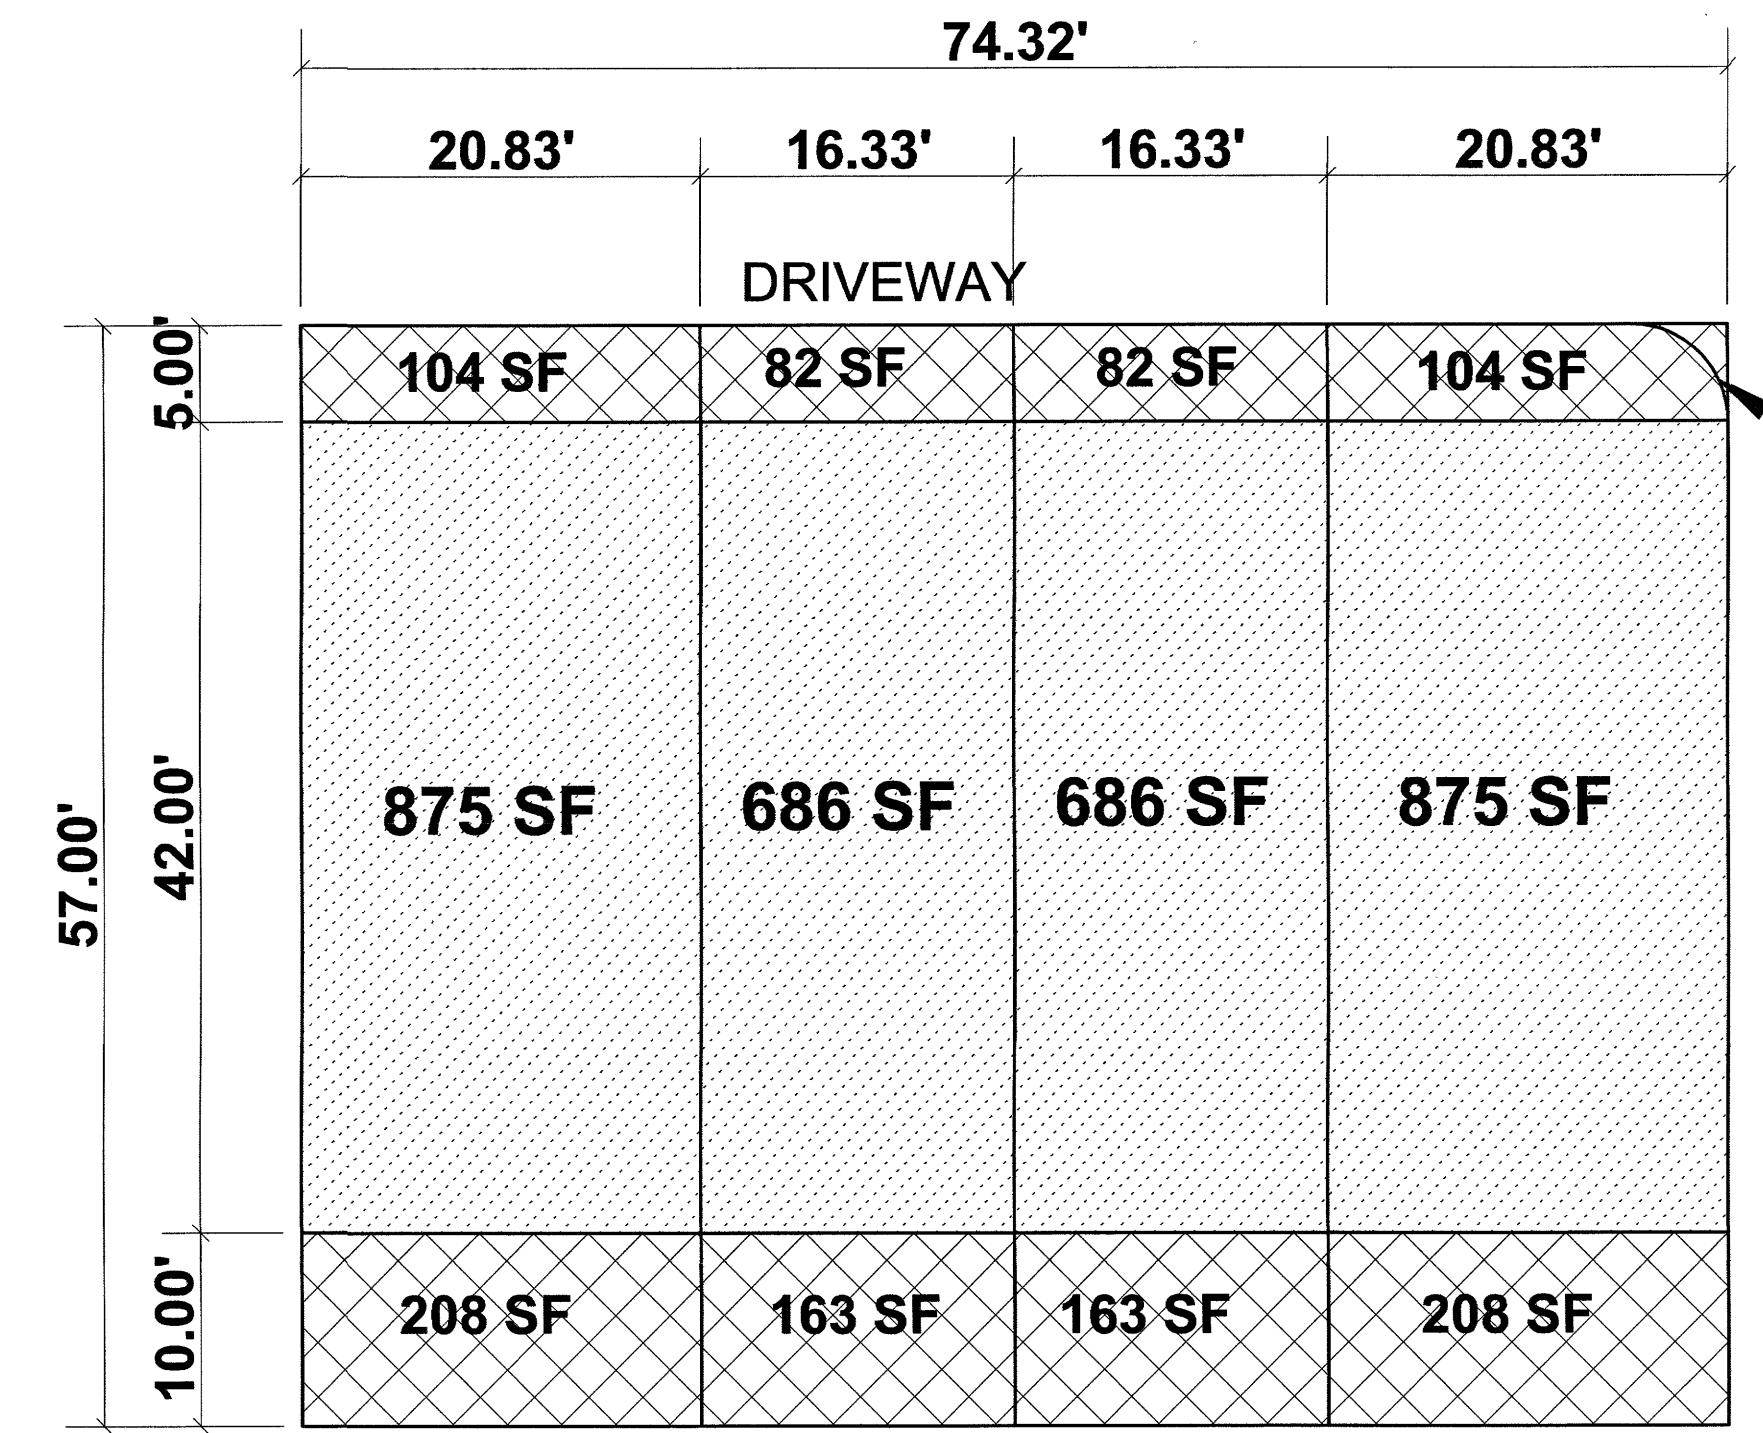 74.32'
20.83' 16.33' 16.33' 20.83'
DRIVEWAY
5.00'
104 SF 82 SF 82 SF 104 SF
57.00'
42.00'
875 SF 686 SF 686 SF 875 SF
10.00'
208 SF 163 SF 163 SF 208 SF